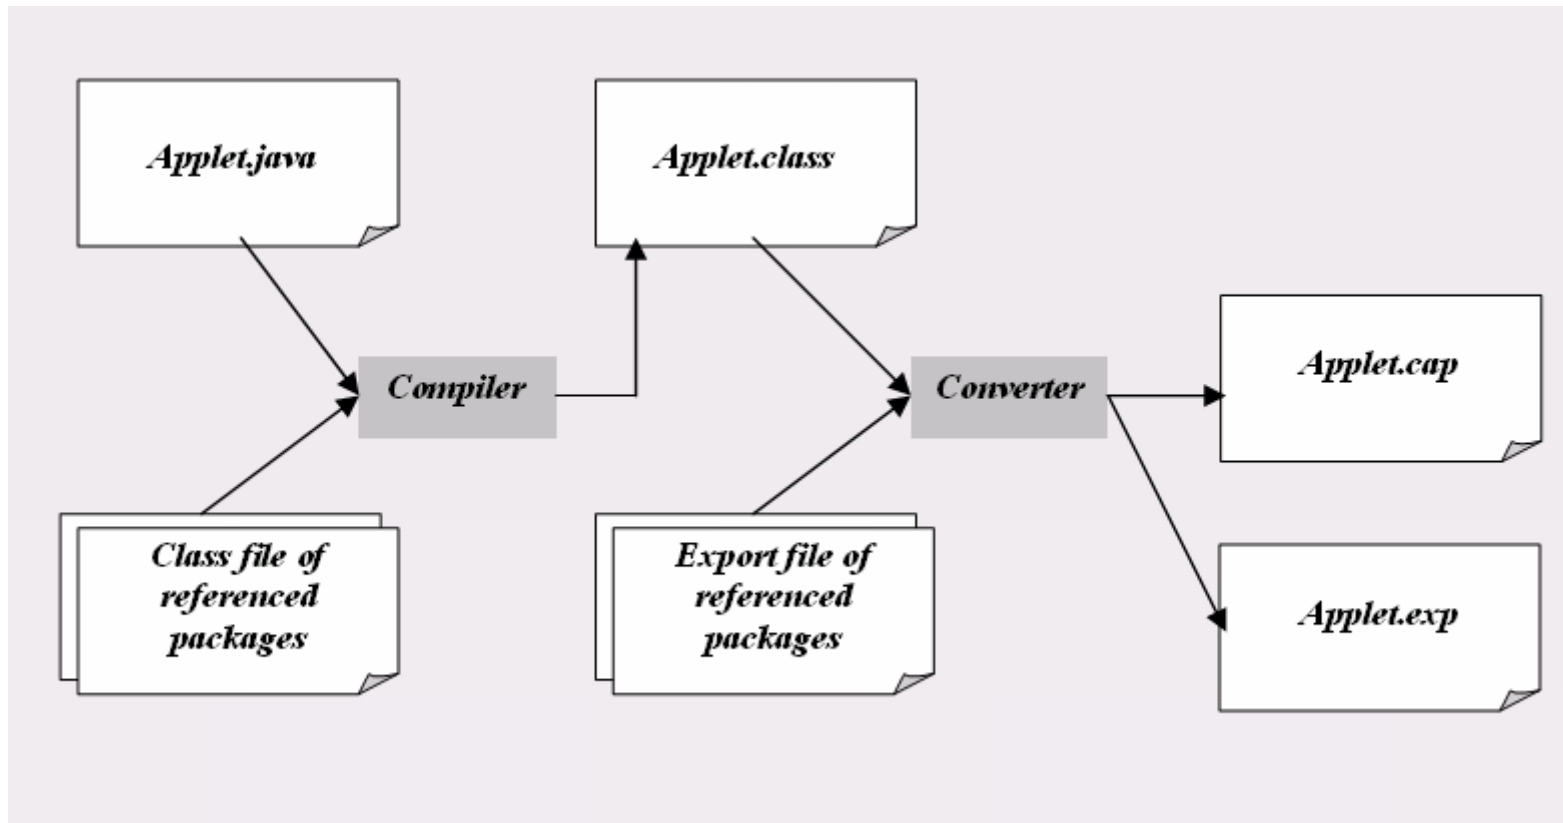 Applet.java
Applet.class
Applet.cap
Compiler
Converter
Class file of
referenced
packages
Export file of
referenced
packages
Applet.exp